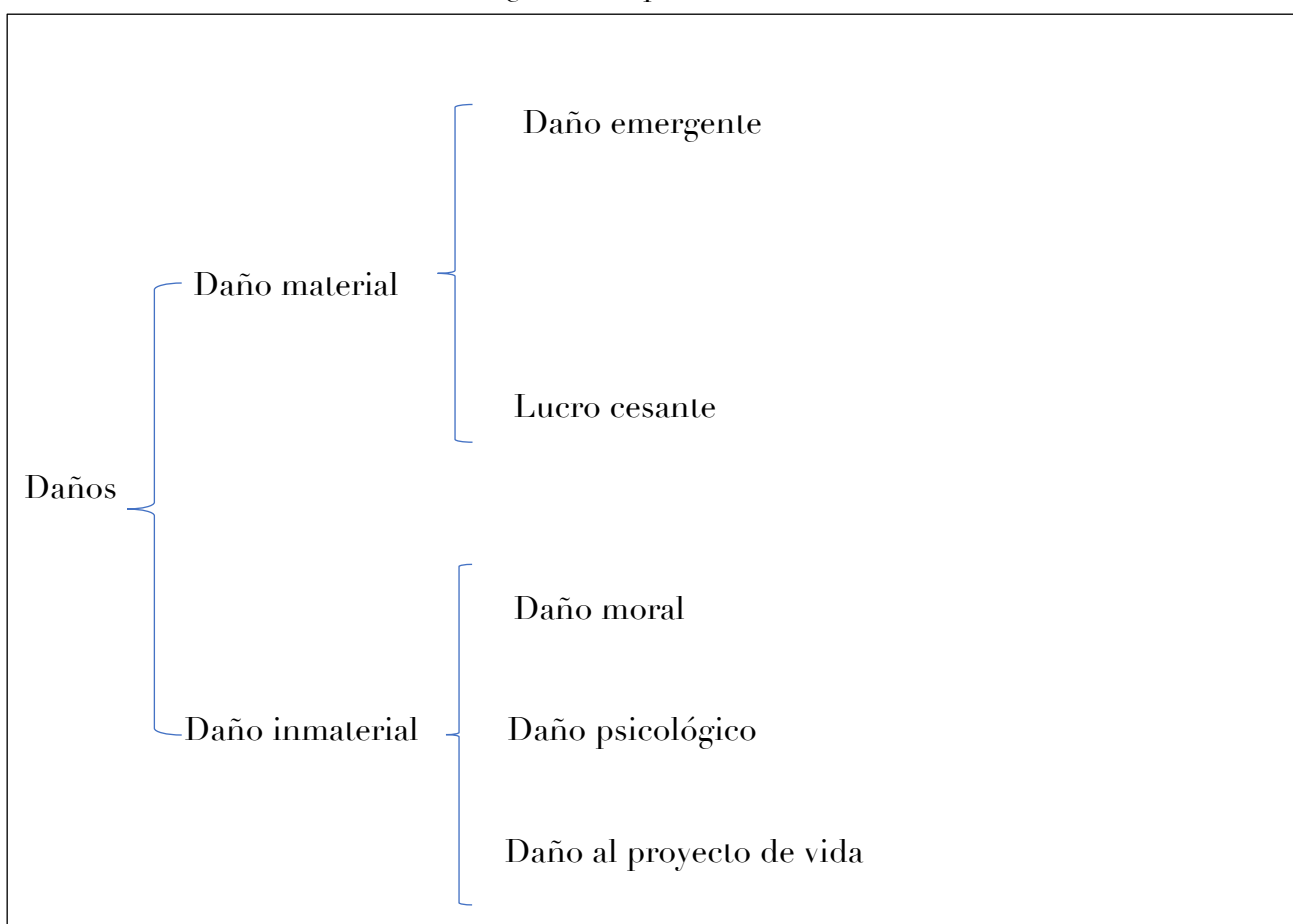 Daño emergente
Daño material
Lucro cesante
Daños
Daño moral
Daño inmaterial
Daño psicológico
Daño al proyecto de vida